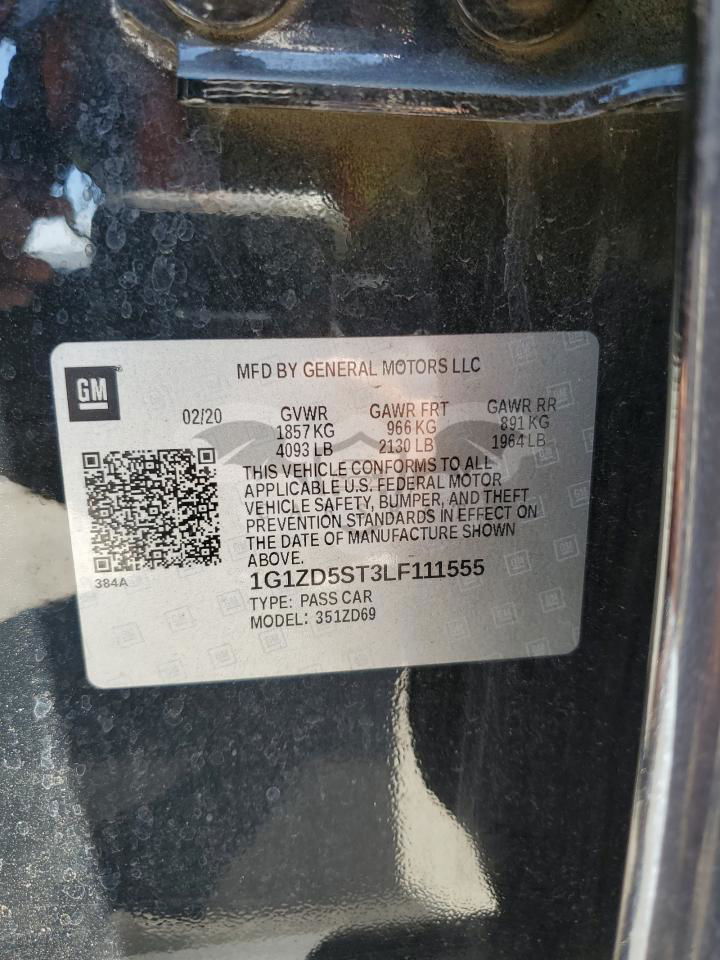 MFD BY GENERAL MOTORS LLC
GM
02/20 GVWR GAWR FRT GAWR RR
1857 KG 966 KG 891 KG
4093 LB 2130 LB 1964 LB
THIS VEHICLE CONFORMS TO ALL
APPLICABLE U.S. FEDERAL MOTOR
VEHICLE SAFETY, BUMPER, AND THEFT
PREVENTION STANDARDS IN EFFECT ON
THE DATE OF MANUFACTURE SHOWN
ABOVE.
384A
1G1ZD5ST3LF111555
TYPE: PASS CAR
MODEL: 351ZD69